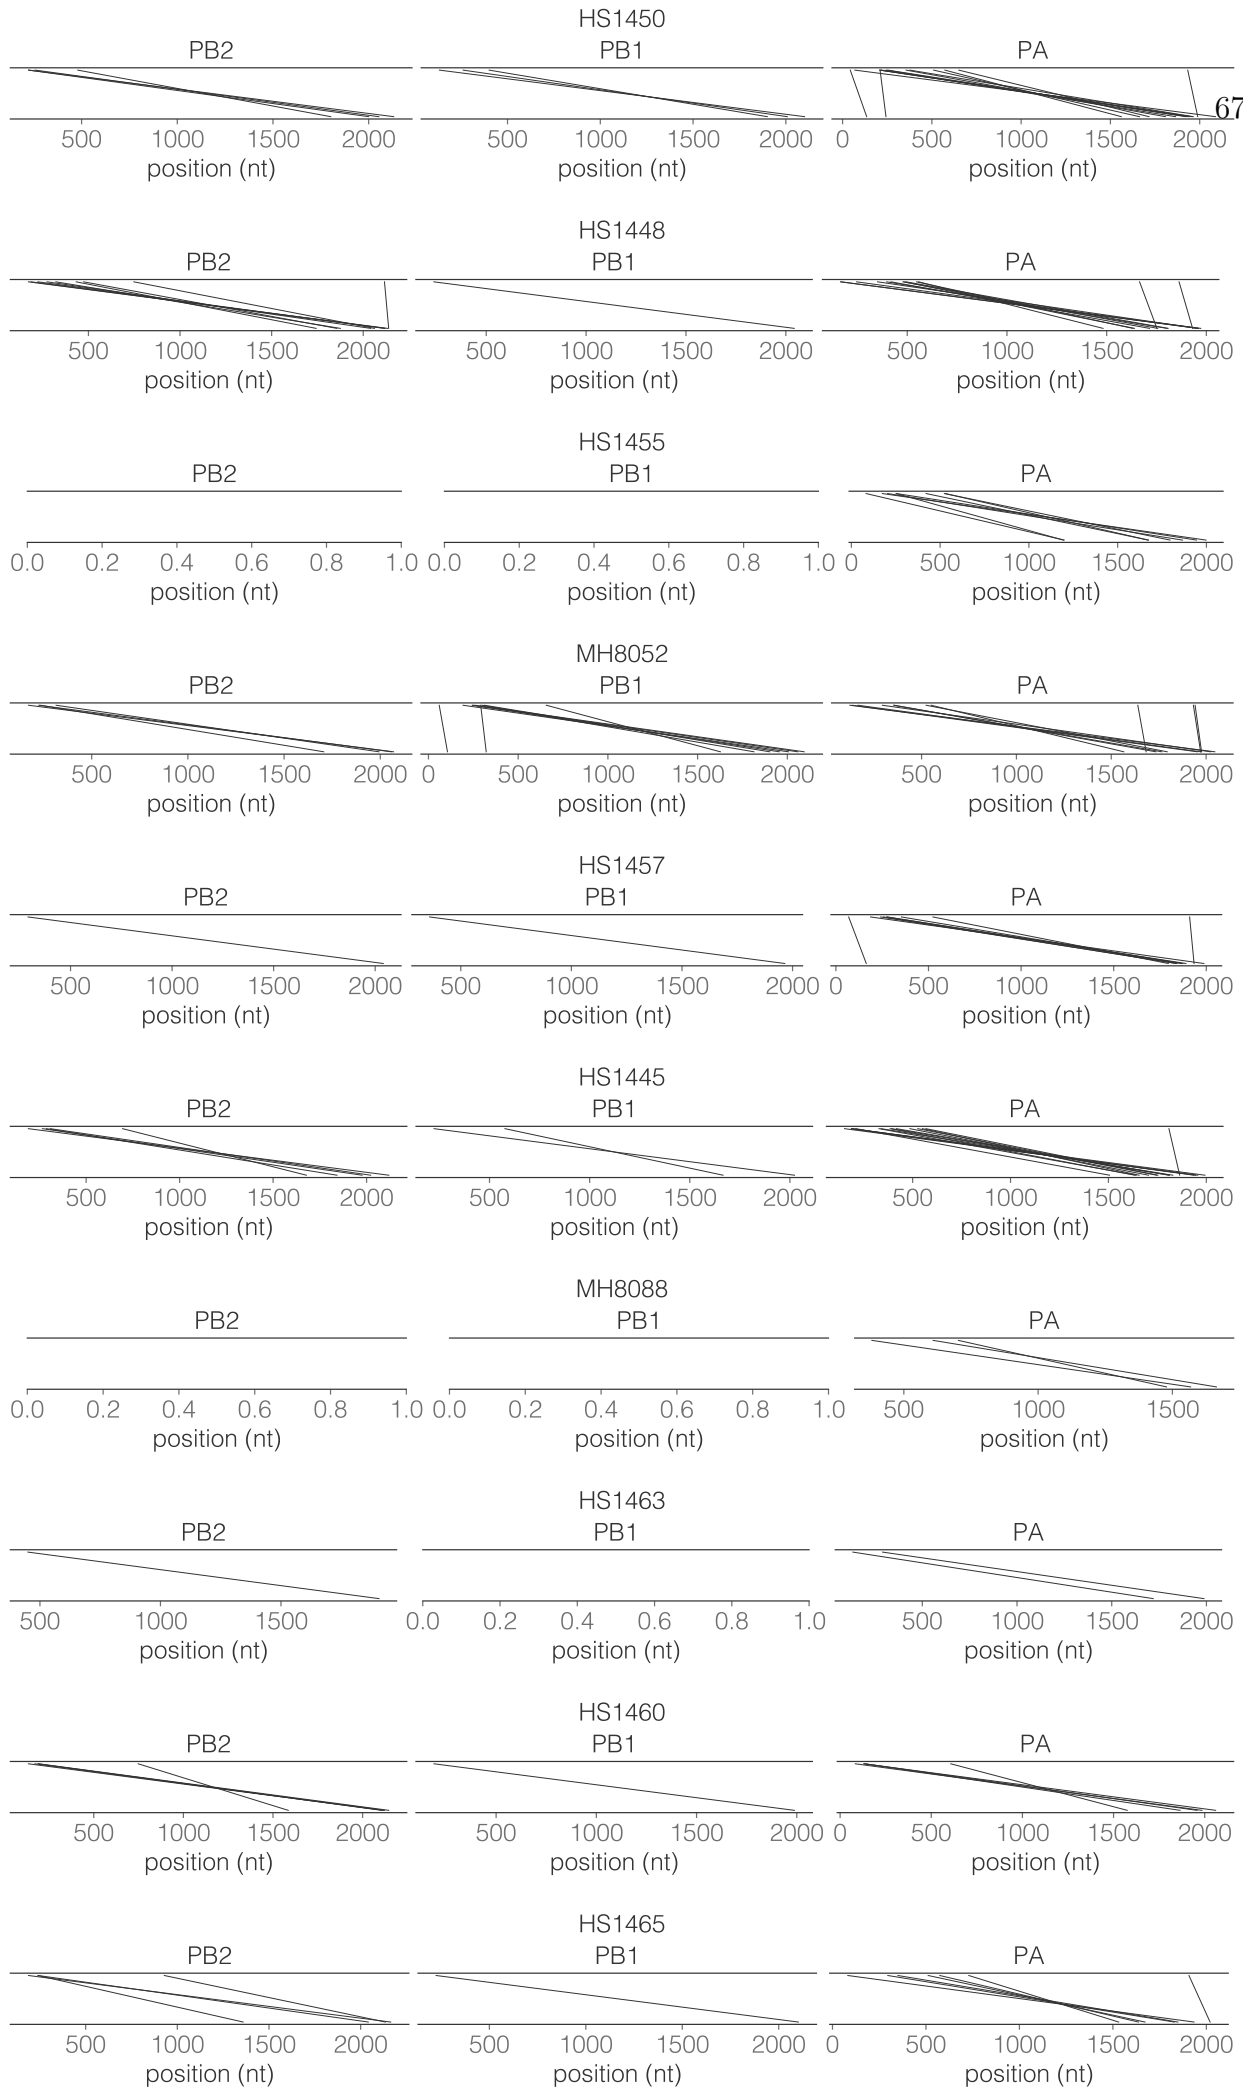 HS1450
PB2 PB1 PA
67
500 1000 1500 2000 500 1000 1500 2000 0 500 1000 1500 2000
position (nt) position (nt) position (nt)
HS1448
PB2 PB1 PA
500 1000 1500 2000 500 1000 1500 2000 500 1000 1500 2000
position (nt) position (nt) position (nt)
HS1455
PB2 PB1 PA
0.0 0.2 0.4 0.6 0.8 1.0 0.0 0.2 0.4 0.6 0.8 1.0 0 500 1000 1500 2000
position (nt) position (nt) position (nt)
MH8052
PB2 PB1 PA
500 1000 1500 2000 0 500 1000 1500 2000 500 1000 1500 2000
position (nt) position (nt) position (nt)
HS1457
PB2 PB1 PA
500 1000 1500 2000 500 1000 1500 2000 0 500 1000 1500 2000
position (nt) position (nt) position (nt)
HS1445
PB2 PB1 PA
500 1000 1500 2000 500 1000 1500 2000 500 1000 1500 2000
position (nt) position (nt) position (nt)
MH8088
PB2 PB1 PA
0.0 0.2 0.4 0.6 0.8 1.0 0.0 0.2 0.4 0.6 0.8 1.0 500 1000 1500
position (nt) position (nt) position (nt)
HS1463
PB2 PB1 PA
500 1000 1500 0.0 0.2 0.4 0.6 0.8 1.0 500 1000 1500 2000
position (nt) position (nt) position (nt)
HS1460
PB2 PB1 PA
500 1000 1500 2000 500 1000 1500 2000 0 500 1000 1500 2000
position (nt) position (nt) position (nt)
HS1465
PB2 PB1 PA
500 1000 1500 2000 500 1000 1500 2000 0 500 1000 1500 2000
position (nt) position (nt) position (nt)